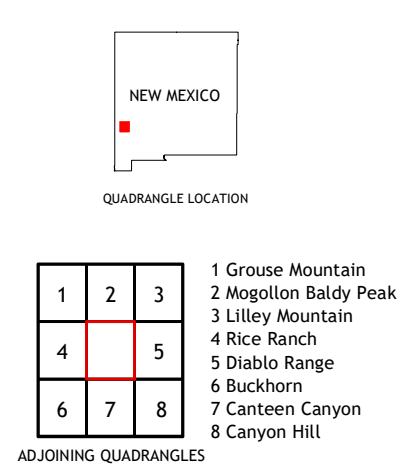 NEW MEXICO
QUADRANGLE LOCATION
1 2 3
4 5
6 7 8
1 Grouse Mountain
2 Mogollon Baldy Peak
3 Lilley Mountain
4 Rice Ranch
5 Diablo Range
6 Buckhorn
7 Canteen Canyon
8 Canyon Hill
ADJOINING QUADRANGLES